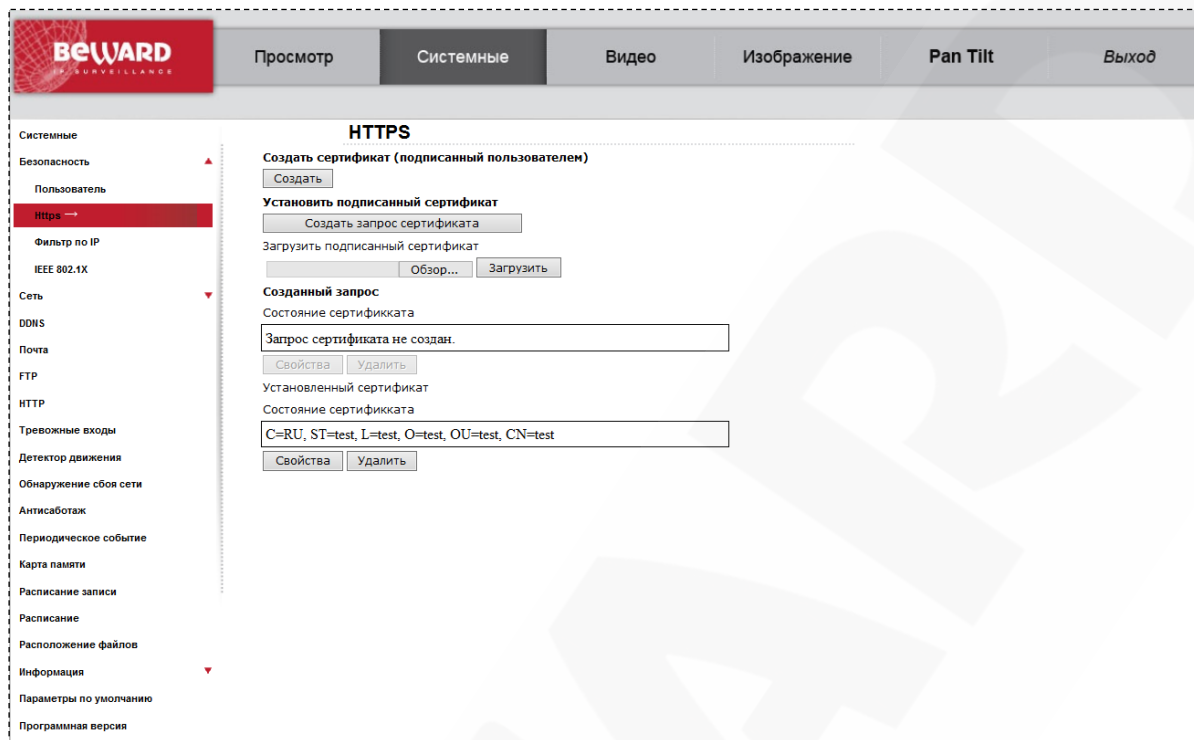 BEWARD
IP SURVEILLANCE
Просмотр
Системные
Видео
Изображение
Pan Tilt
Выход
Системные
Безопасность
Пользователь
Https →
Фильтр по IP
IEEE 802.1X
Сеть
DDNS
Почта
FTP
HTTP
Тревожные входы
Детектор движения
Обнаружение сбоя сети
Антисаботаж
Периодическое событие
Карта памяти
Расписание записи
Расписание
Расположение файлов
Информация
Параметры по умолчанию
Программная версия
HTTPS
Создать сертификат (подписанный пользователем)
Создать
Установить подписанный сертификат
Создать запрос сертификата
Загрузить подписанный сертификат
Обзор... Загрузить
Созданный запрос
Состояние сертификката
Запрос сертификата не создан.
Свойства Удалить
Установленный сертификат
Состояние сертификката
C=RU, ST=test, L=test, O=test, OU=test, CN=test
Свойства Удалить